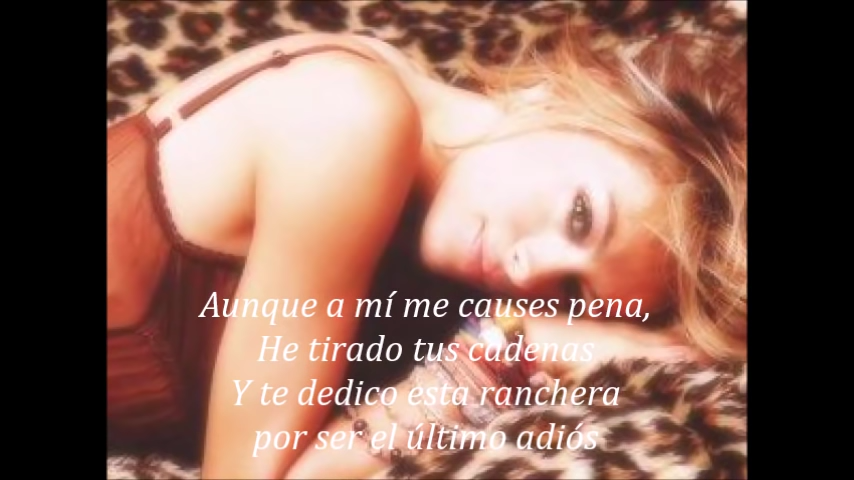 Aunque a mí me causes pena,
He tirado tus cadenas
Y te dedico esta ranchera
por ser el último adiós